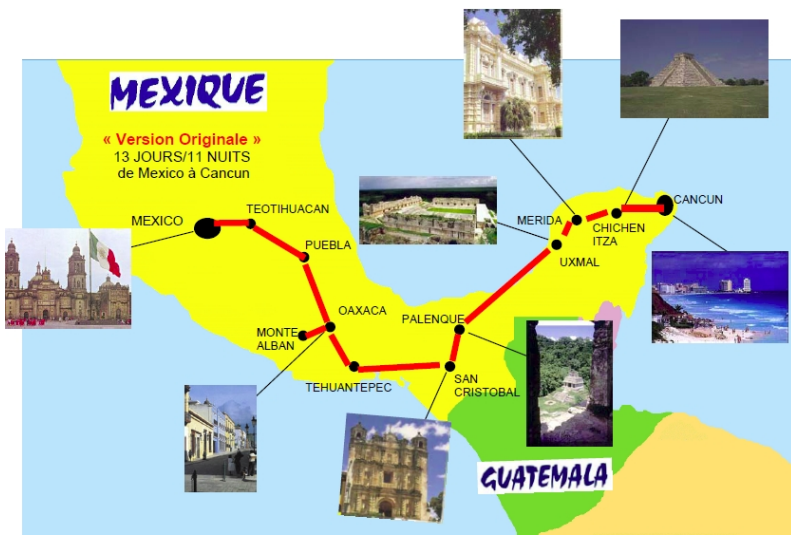 MEXIQUE
« Version Originale »
13 JOURS/11 NUITS
de Mexico à Cancun
MEXICO
TEOTIHUACAN
PUEBLA
OAXACA
MONTE
ALBAN
TEHUANTEPEC
SAN
CRISTOBAL
PALENQUE
UXMAL
MERIDA
CHICHEN
ITZA
CANCUN
GUATEMALA